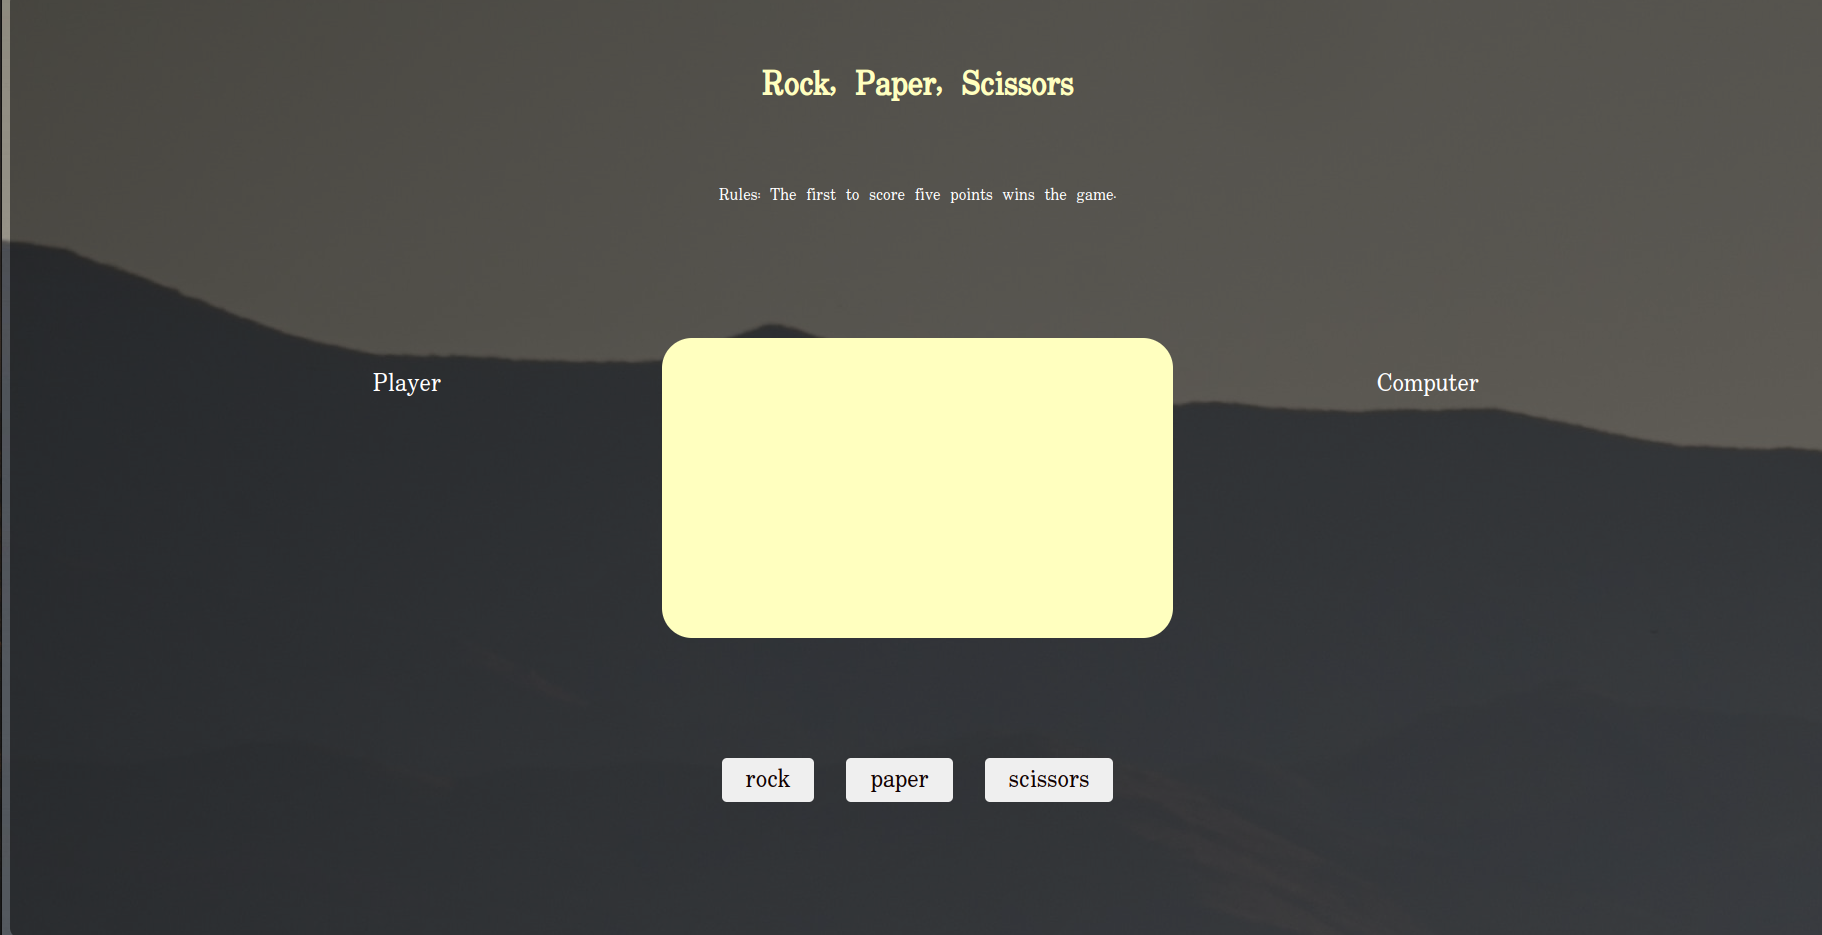 Rock, Paper, Scissors
Rules: The first to score five points wins the game.
Player
Computer
rock
paper
scissors